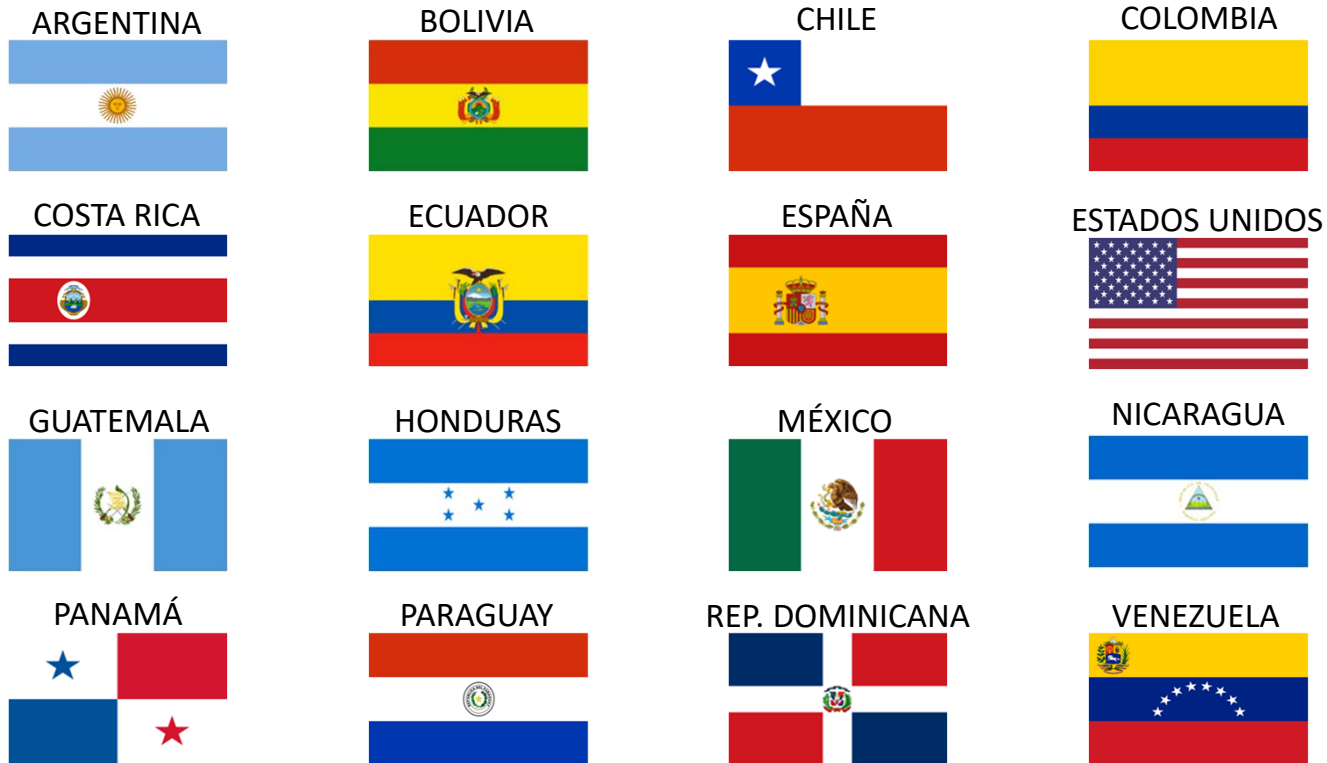 ARGENTINA
BOLIVIA
CHILE
COLOMBIA
COSTA RICA
ECUADOR
ESPAÑA
ESTADOS UNIDOS
GUATEMALA
HONDURAS
MÉXICO
NICARAGUA
PANAMÁ
PARAGUAY
REP. DOMINICANA
VENEZUELA